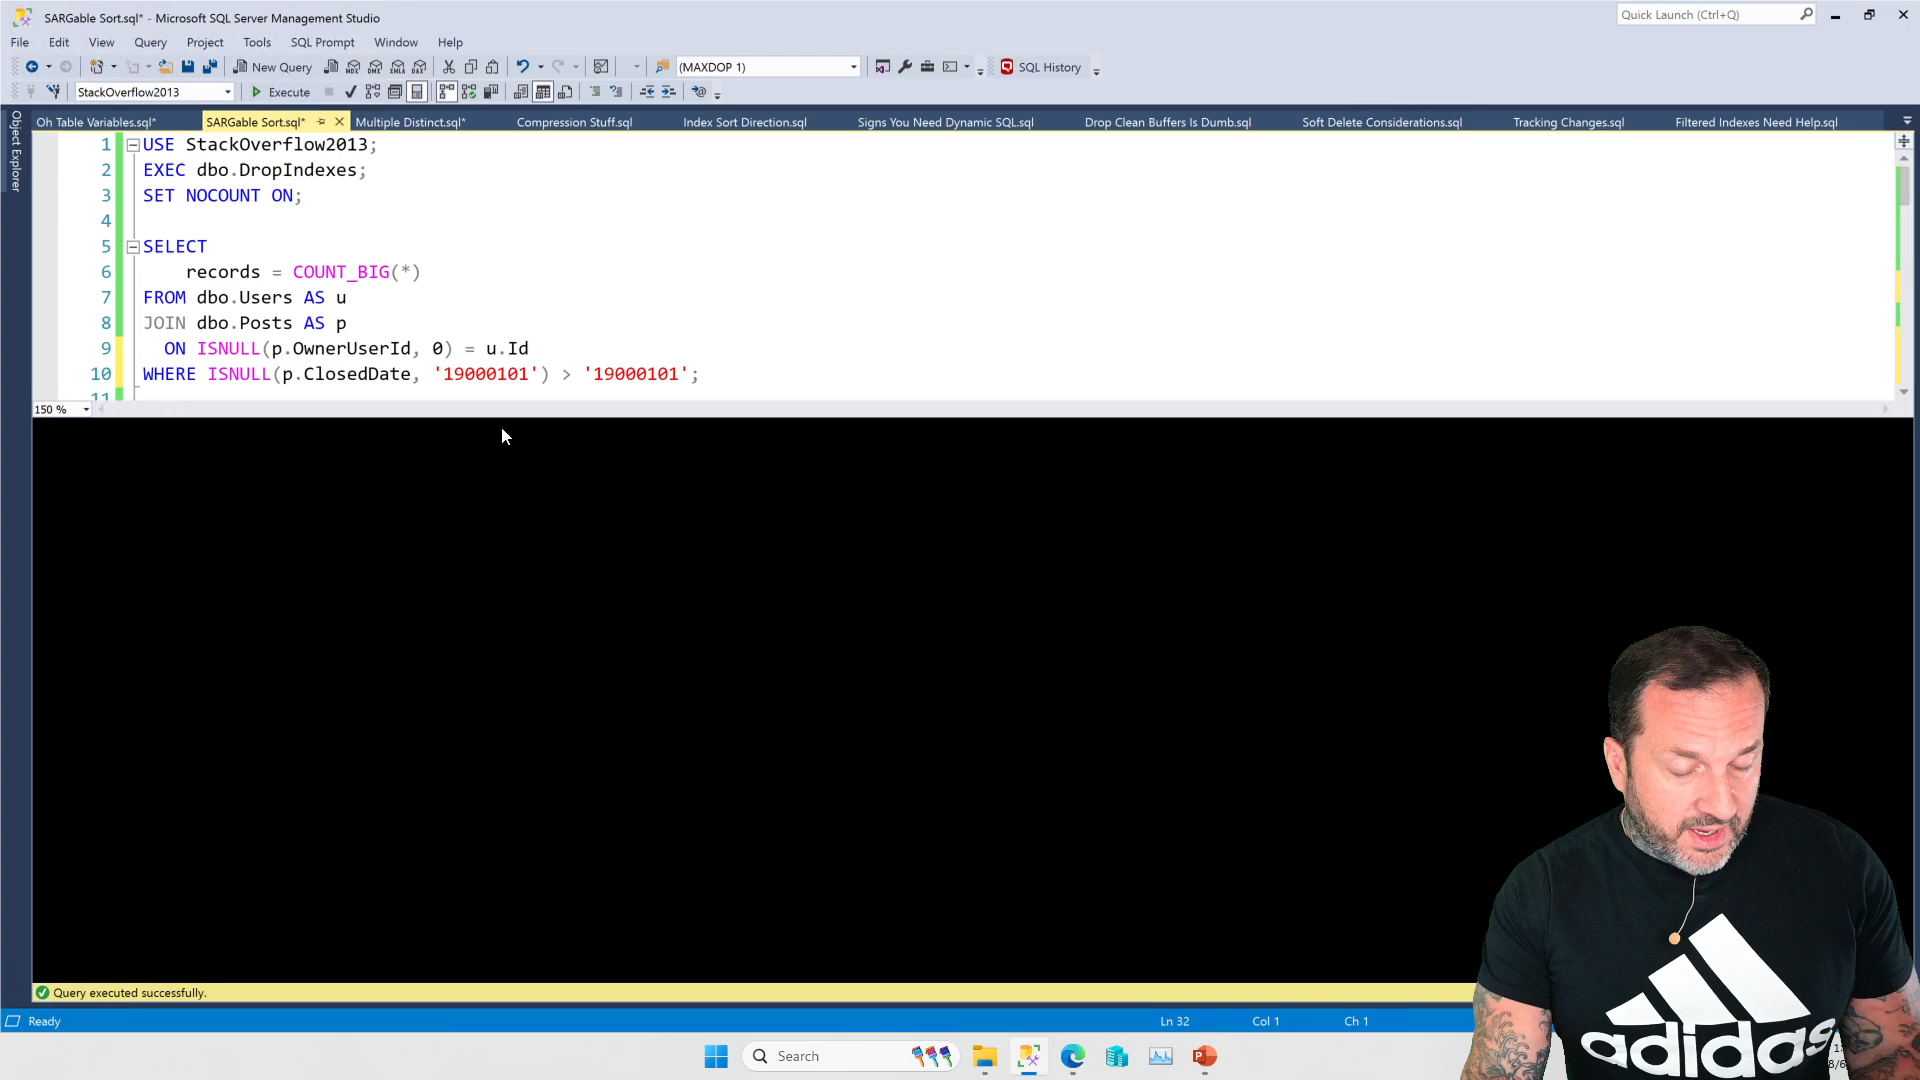 SARGable Sort.sql* - Microsoft SQL Server Management Studio
Quick Launch (Ctrl+Q)
File Edit View Query Project Tools SQL Prompt Window Help
New Query (MAXDOP 1) SQL History
StackOverflow2013 Execute
Oh Table Variables.sql* SARGable Sort.sql* Multiple Distinct.sql* Compression Stuff.sql Index Sort Direction.sql Signs You Need Dynamic SQL.sql Drop Clean Buffers Is Dumb.sql Soft Delete Considerations.sql Tracking Changes.sql Filtered Indexes Need Help.sql
Object Explorer
1 USE StackOverflow2013;
2 EXEC dbo.DropIndexes;
3 SET NOCOUNT ON;
4
5 SELECT
6 records = COUNT_BIG(*)
7 FROM dbo.Users AS u
8 JOIN dbo.Posts AS p
9 ON ISNULL(p.OwnerUserId, 0) = u.Id
10 WHERE ISNULL(p.ClosedDate, '19000101') > '19000101';
11
150 %
Query executed successfully.
Ready Ln 32 Col 1 Ch 1
Search
adidas